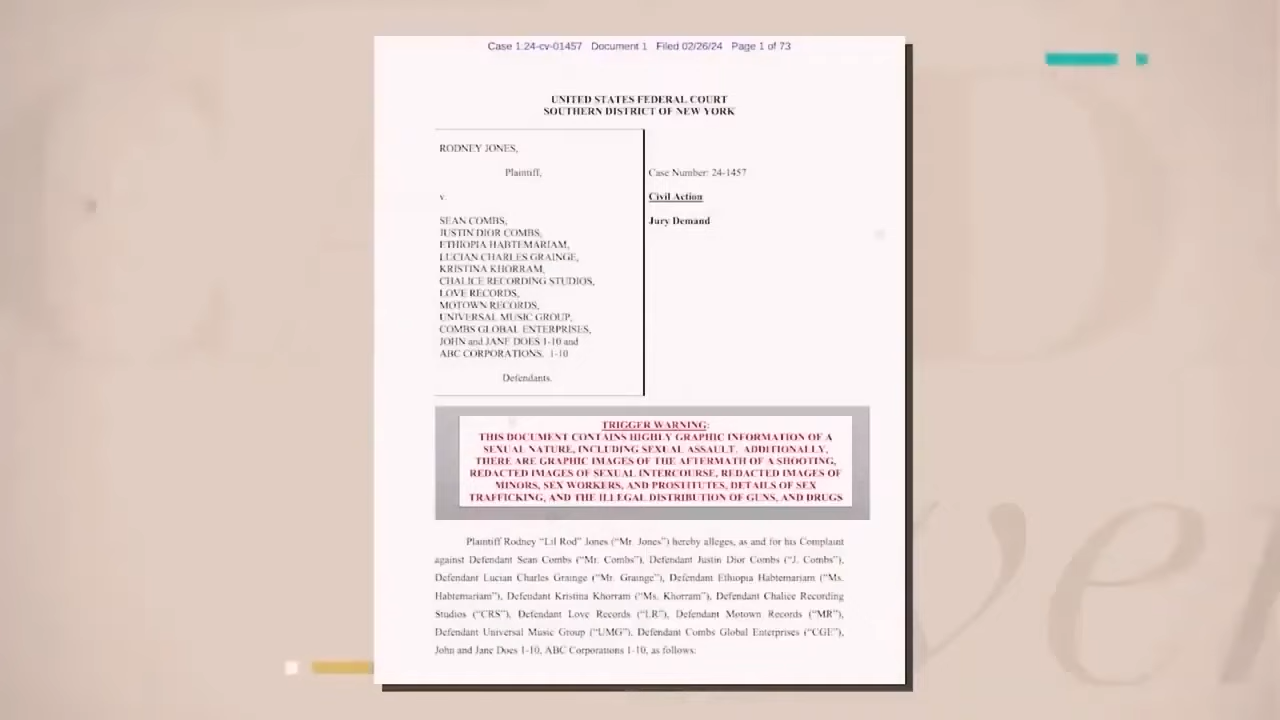 Case 1:24-cv-01457 Document 1 Filed 02/26/24 Page 1 of 73
UNITED STATES FEDERAL COURT
SOUTHERN DISTRICT OF NEW YORK
RODNEY JONES,
Plaintiff,
v.
SEAN COMBS,
JUSTIN DIOR COMBS,
ETHIOPIA HABTEMARIAM,
LUCIAN CHARLES GRAINGE,
KRISTINA KHORRAM,
CHALICE RECORDING STUDIOS,
LOVE RECORDS,
MOTOWN RECORDS,
UNIVERSAL MUSIC GROUP,
COMBS GLOBAL ENTERPRISES,
JOHN and JANE DOES 1-10 and
ABC CORPORATIONS. 1-10
Defendants.
Case Number: 24-1457
Civil Action
Jury Demand
TRIGGER WARNING:
THIS DOCUMENT CONTAINS HIGHLY GRAPHIC INFORMATION OF A
SEXUAL NATURE, INCLUDING SEXUAL ASSAULT. ADDITIONALLY,
THERE ARE GRAPHIC IMAGES OF THE AFTERMATH OF A SHOOTING,
REDACTED IMAGES OF SEXUAL INTERCOURSE, REDACTED IMAGES OF
MINORS, SEX WORKERS, AND PROSTITUTES, DETAILS OF SEX
TRAFFICKING, AND THE ILLEGAL DISTRIBUTION OF GUNS, AND DRUGS
Plaintiff Rodney “Lil Rod” Jones (“Mr. Jones”) hereby alleges, as and for his Complaint
against Defendant Sean Combs (“Mr. Combs”), Defendant Justin Dior Combs (“J. Combs”),
Defendant Lucian Charles Grainge (“Mr. Grainge”), Defendant Ethiopia Habtemariam (“Ms.
Habtemariam”), Defendant Kristina Khorram (“Ms. Khorram”), Defendant Chalice Recording
Studios (“CRS”), Defendant Love Records (“LR”), Defendant Motown Records (“MR”),
Defendant Universal Music Group (“UMG”), Defendant Combs Global Enterprises (“CGE”),
John and Jane Does 1-10, ABC Corporations 1-10, as follows: